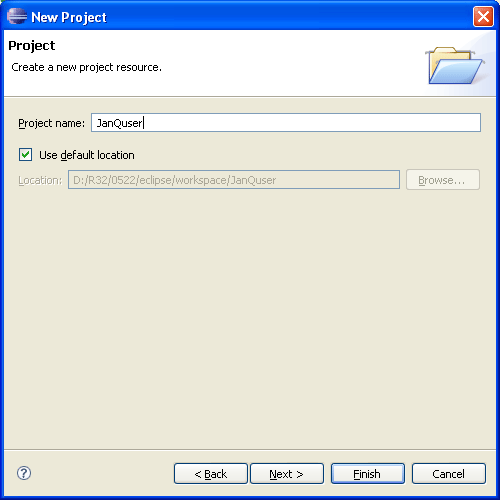 New Project
Project
Create a new project resource.
Project name: JanQuser
Use default location
Location: D:/R32/0522/eclipse/workspace/JanQuser Browse...
? < Back Next > Finish Cancel